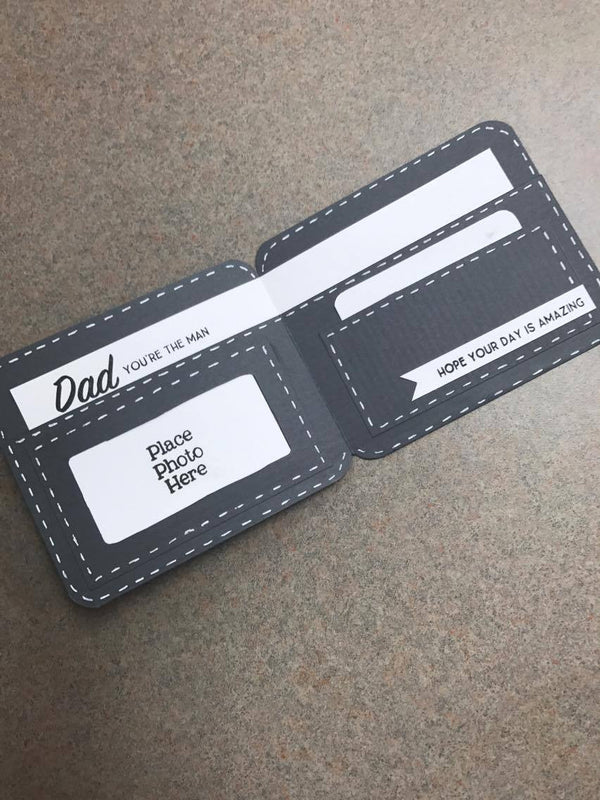 Dad YOU'RE THE MAN
Place
Photo
Here
HOPE YOUR DAY IS AMAZING